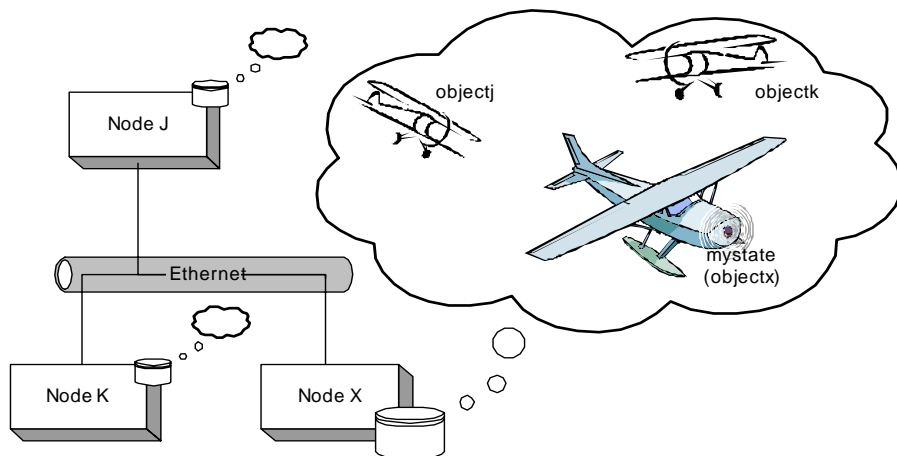 objectj
objectk
Node J
mystate
(objectx)
Ethernet
Node K
Node X